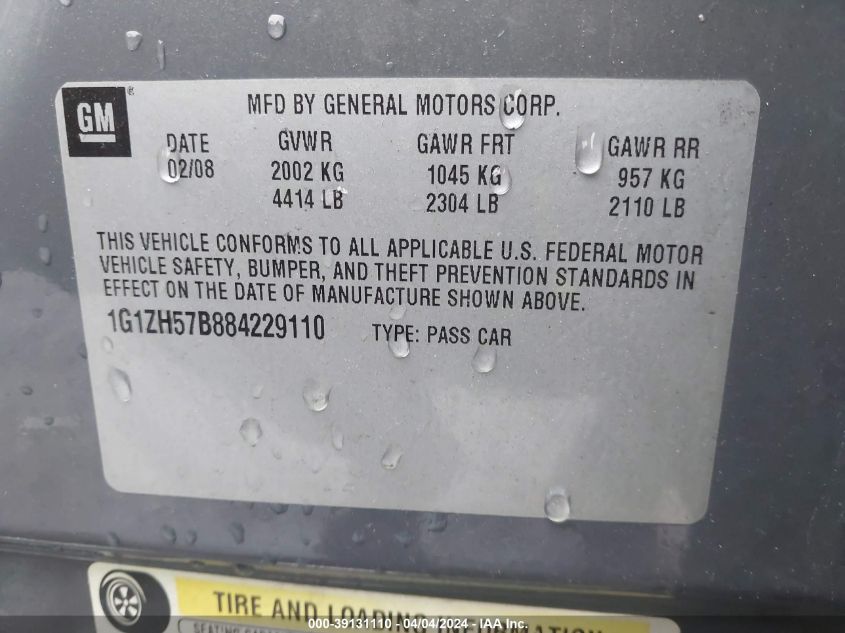 GM
MFD BY GENERAL MOTORS CORP.
DATE GVWR GAWR FRT GAWR RR
02/08 2002 KG 1045 KG 957 KG
4414 LB 2304 LB 2110 LB
THIS VEHICLE CONFORMS TO ALL APPLICABLE U.S. FEDERAL MOTOR
VEHICLE SAFETY, BUMPER, AND THEFT PREVENTION STANDARDS IN
EFFECT ON THE DATE OF MANUFACTURE SHOWN ABOVE.
1G1ZH57B884229110 TYPE: PASS CAR
TIRE AND LOADING INFORMATION
000-39131110 - 04/04/2024 - IAAI.com